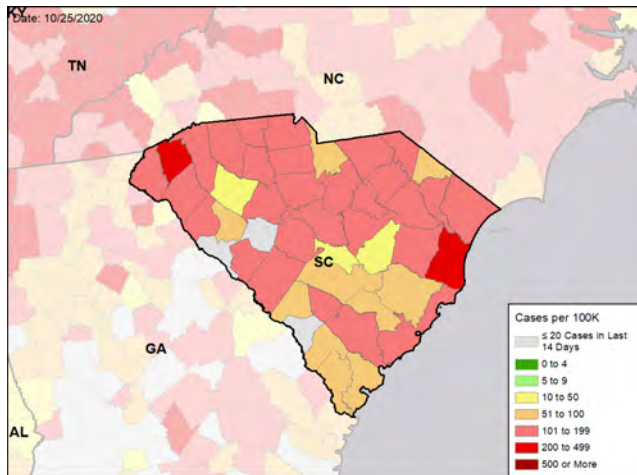 KY
Date: 10/25/2020
TN
NC
SC
GA
AL
Cases per 100K
≤ 20 Cases in Last
14 Days
0 to 4
5 to 9
10 to 50
51 to 100
101 to 199
200 to 499
500 or More